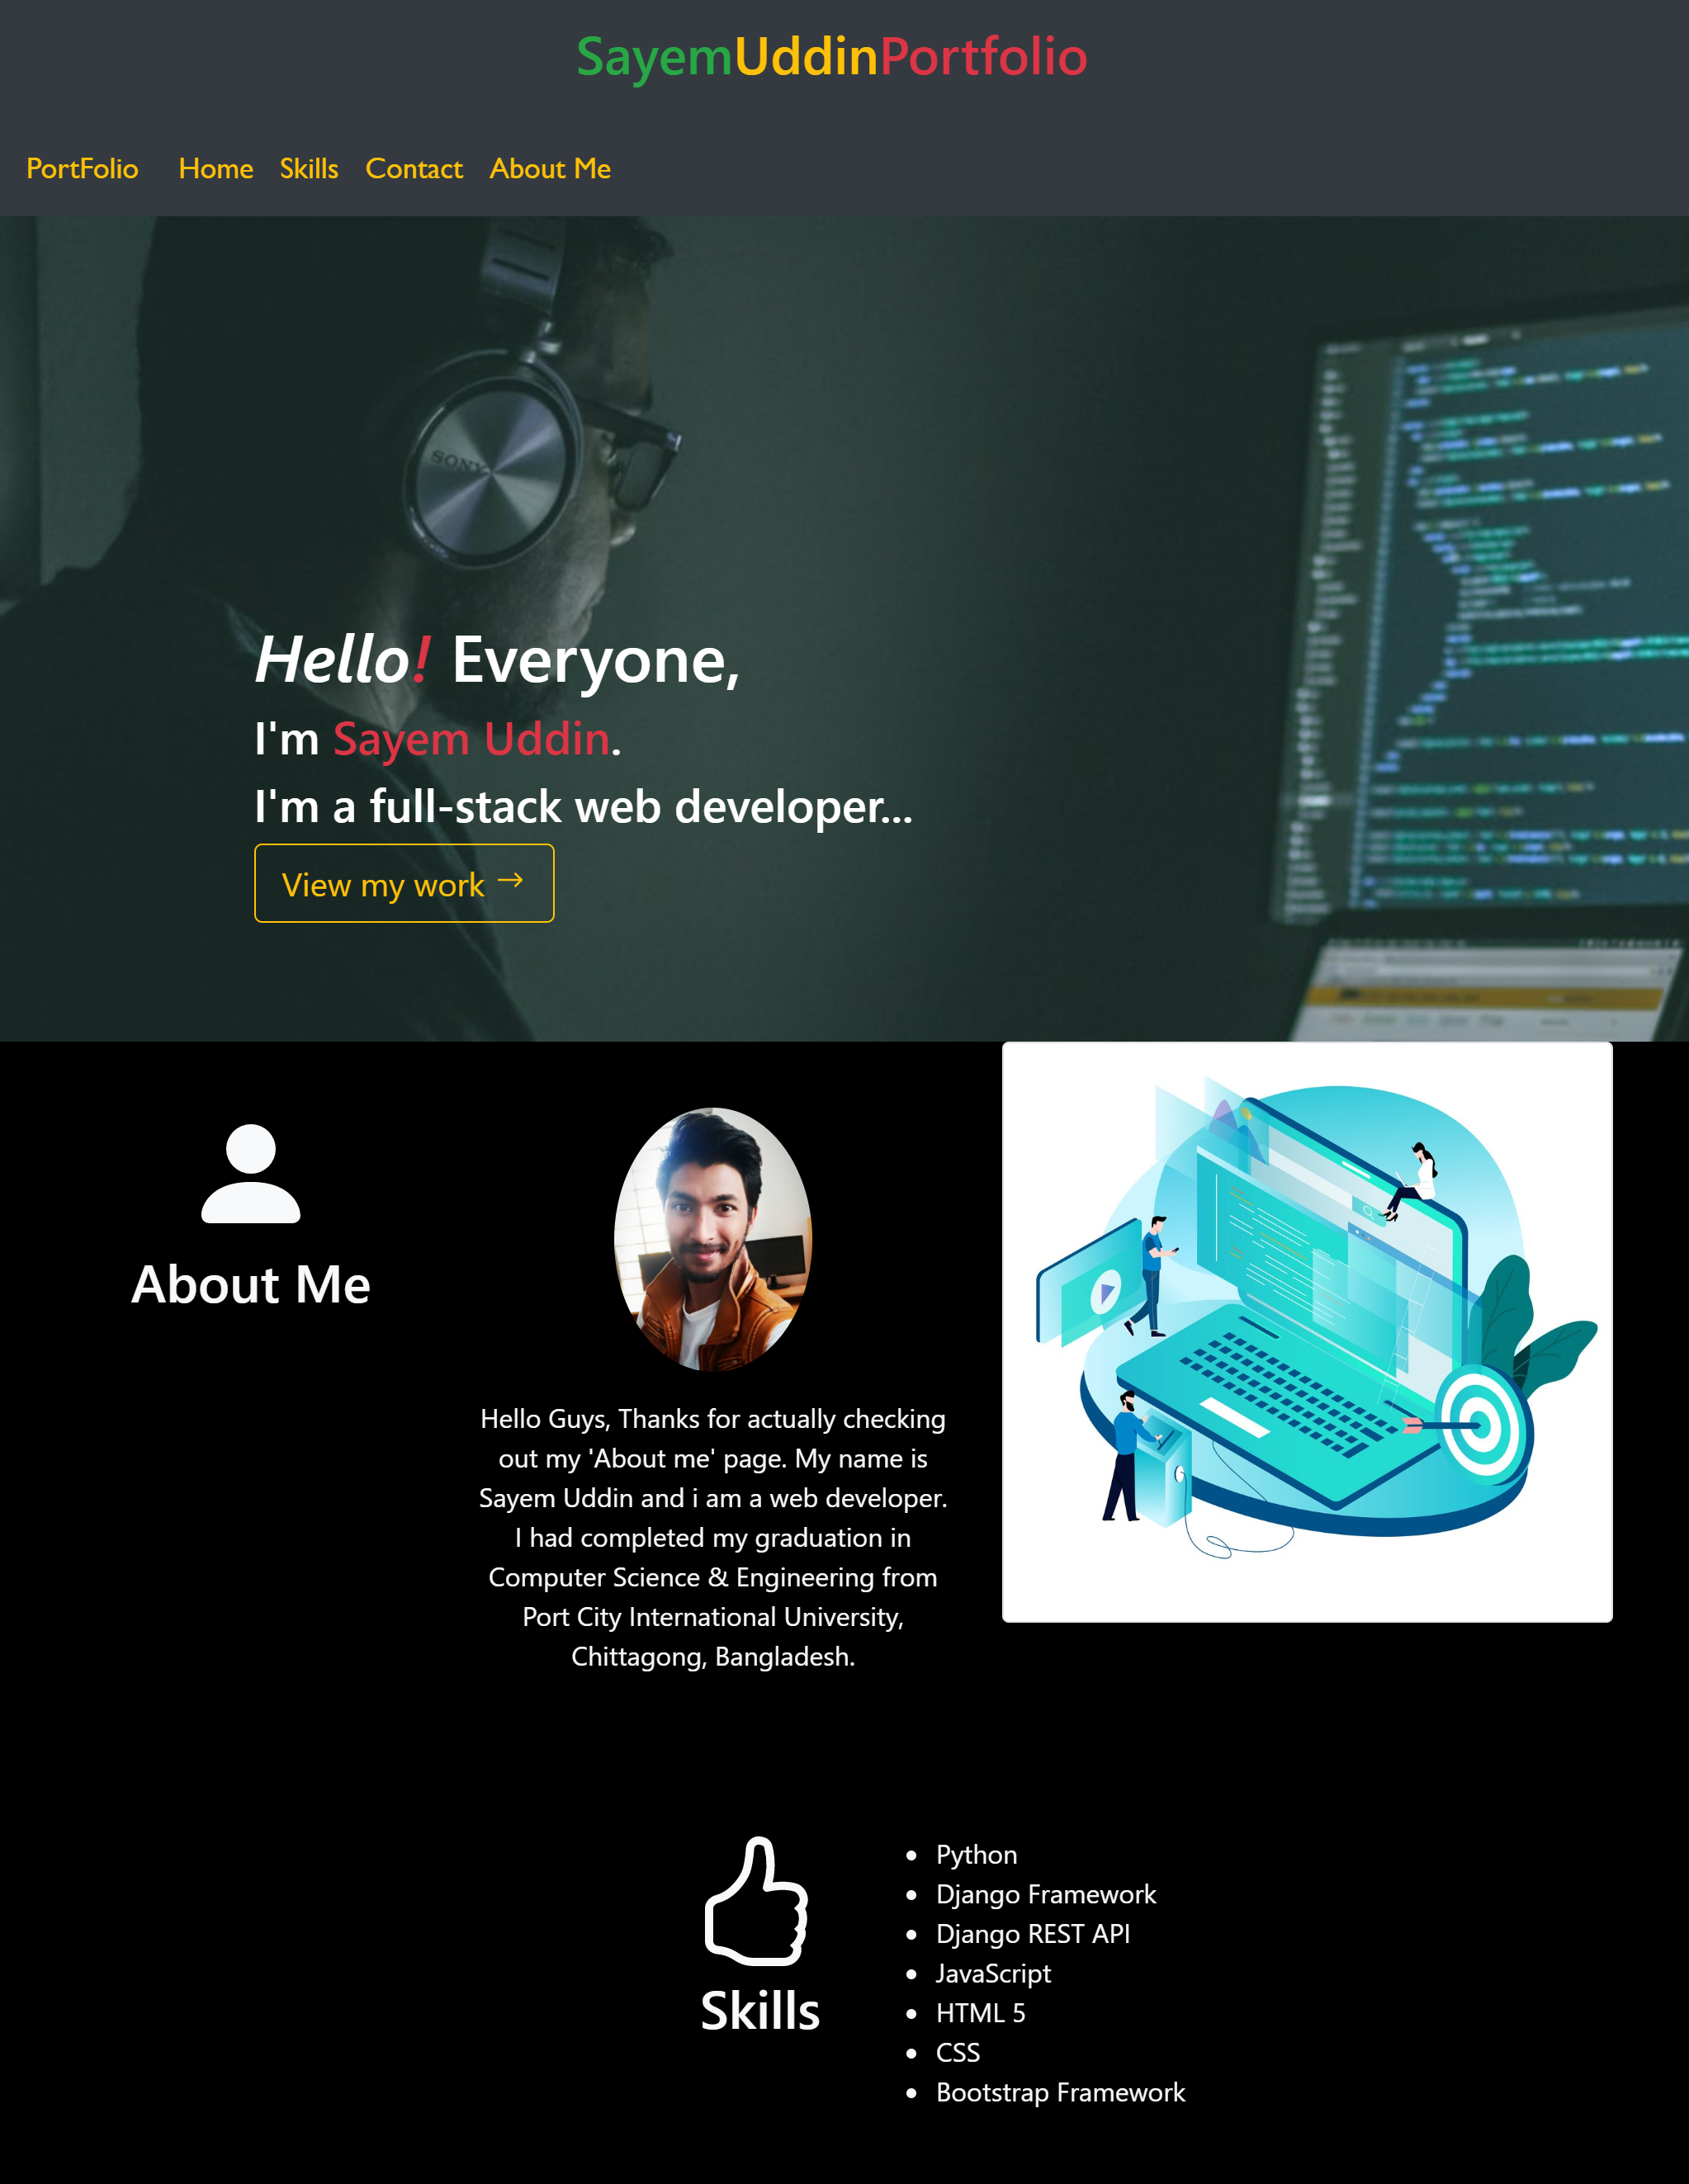 SayemUddinPortfolio
PortFolio Home Skills Contact About Me
SONY
Hello! Everyone,
I'm Sayem Uddin.
I'm a full-stack web developer...
View my work →
About Me
Hello Guys, Thanks for actually checking
out my 'About me' page. My name is
Sayem Uddin and i am a web developer.
I had completed my graduation in
Computer Science & Engineering from
Port City International University,
Chittagong, Bangladesh.
Skills
Python
Django Framework
Django REST API
JavaScript
HTML 5
CSS
Bootstrap Framework